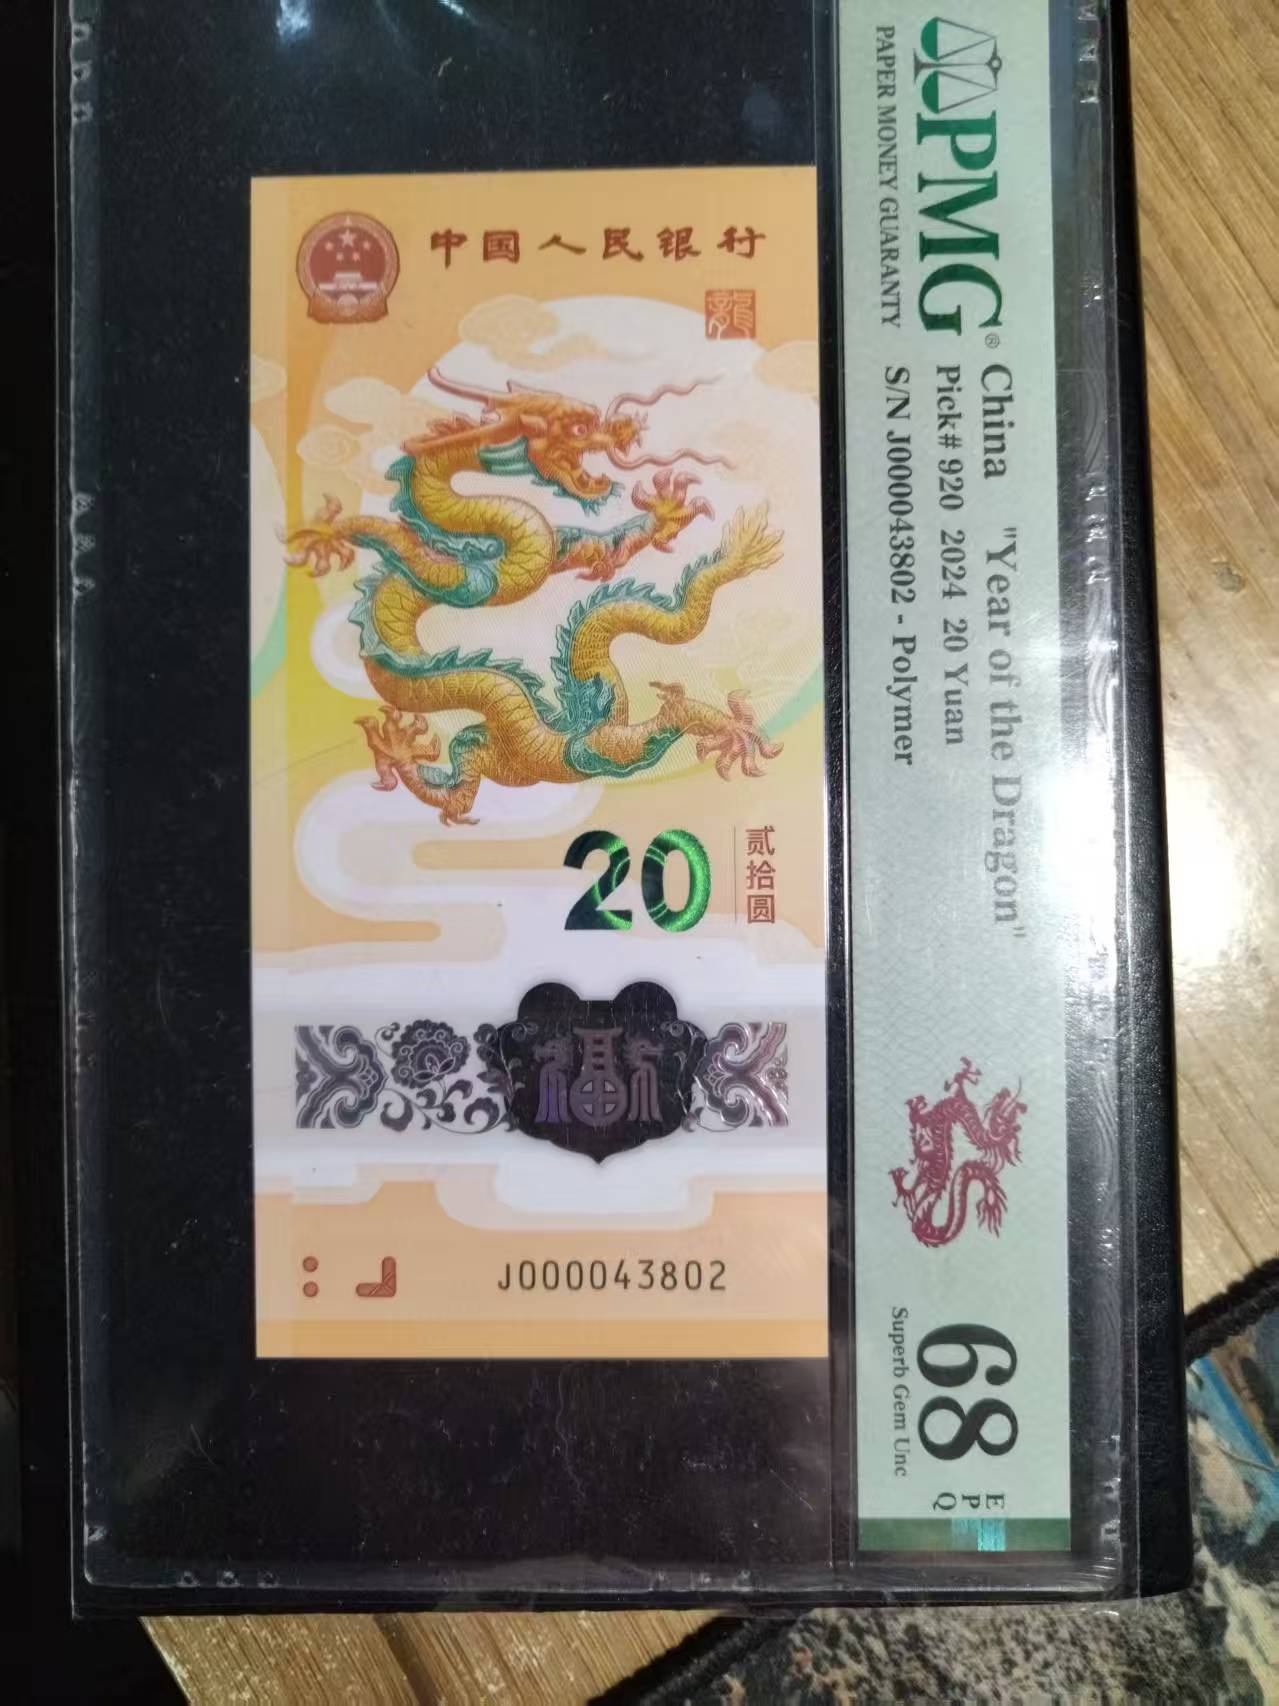 中国人民银行
龍
20
贰拾圆
福
J000043802
PMG®
PAPER MONEY GUARANTY
China "Year of the Dragon"
Pick# 920 2024 20 Yuan
S/N J000043802 - Polymer
68
EPQ
Superb Gem Unc